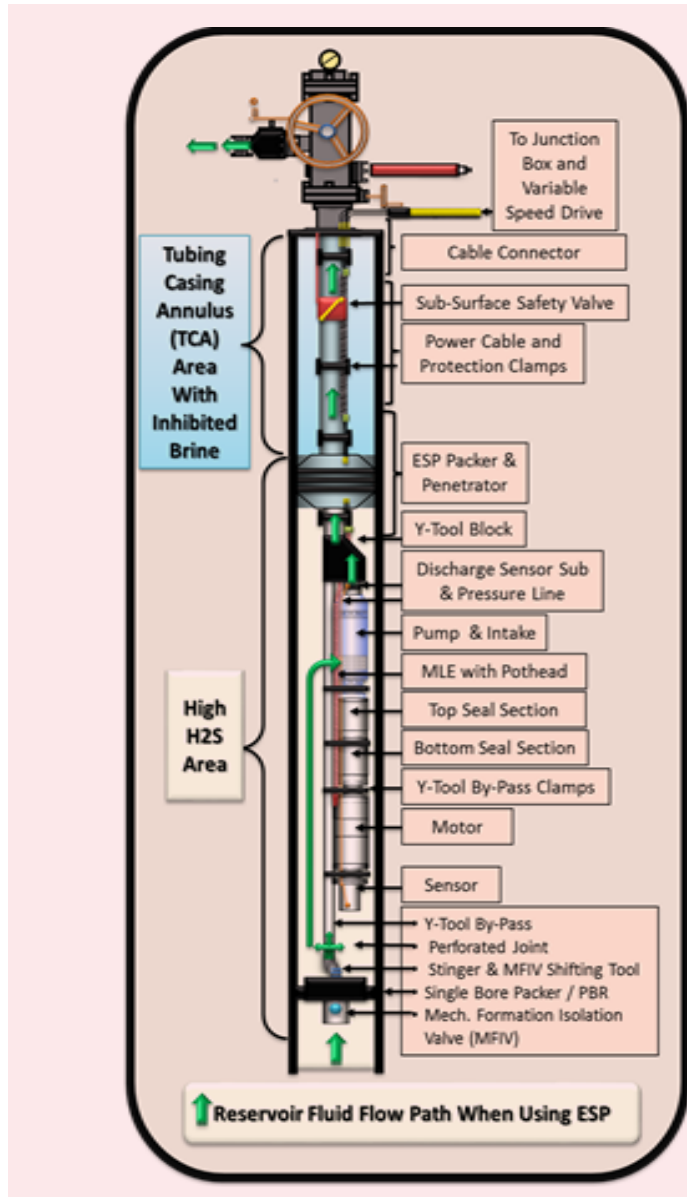 To Junction
Box and
Variable
Speed Drive
Cable Connector
Sub-Surface Safety Valve
Power Cable and
Protection Clamps
Tubing
Casing
Annulus
(TCA)
Area
With
Inhibited
Brine
ESP Packer &
Penetrator
Y-Tool Block
Discharge Sensor Sub
& Pressure Line
Pump & Intake
MLE with Pothead
Top Seal Section
Bottom Seal Section
High
H2S
Area
Y-Tool By-Pass Clamps
Motor
Sensor
Y-Tool By-Pass
Perforated Joint
Stinger & MFIV Shifting Tool
Single Bore Packer / PBR
Mech. Formation Isolation
Valve (MFIV)
Reservoir Fluid Flow Path When Using ESP